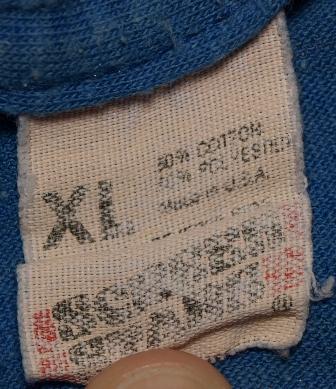 XL
50% COTTON
50% POLYESTER
Made in U.S.A.
SCREEN
STARS
®